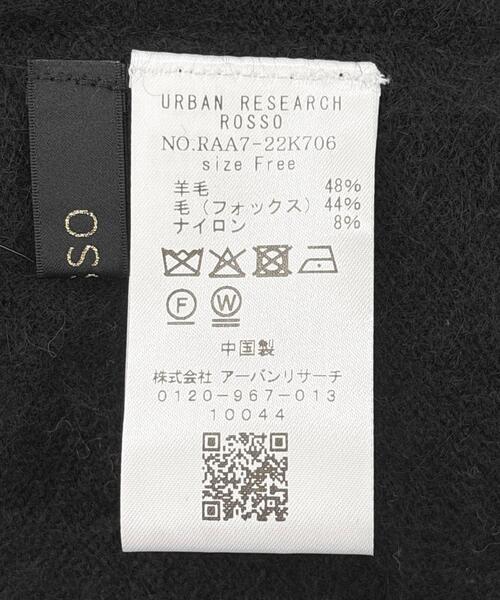 URBAN RESEARCH
ROSSO
NO.RAA7-22K706
size Free
羊毛 48%
毛（フォックス）44%
ナイロン 8%
F W
中国製
株式会社 アーバンリサーチ
0120-967-013
10044
OSS